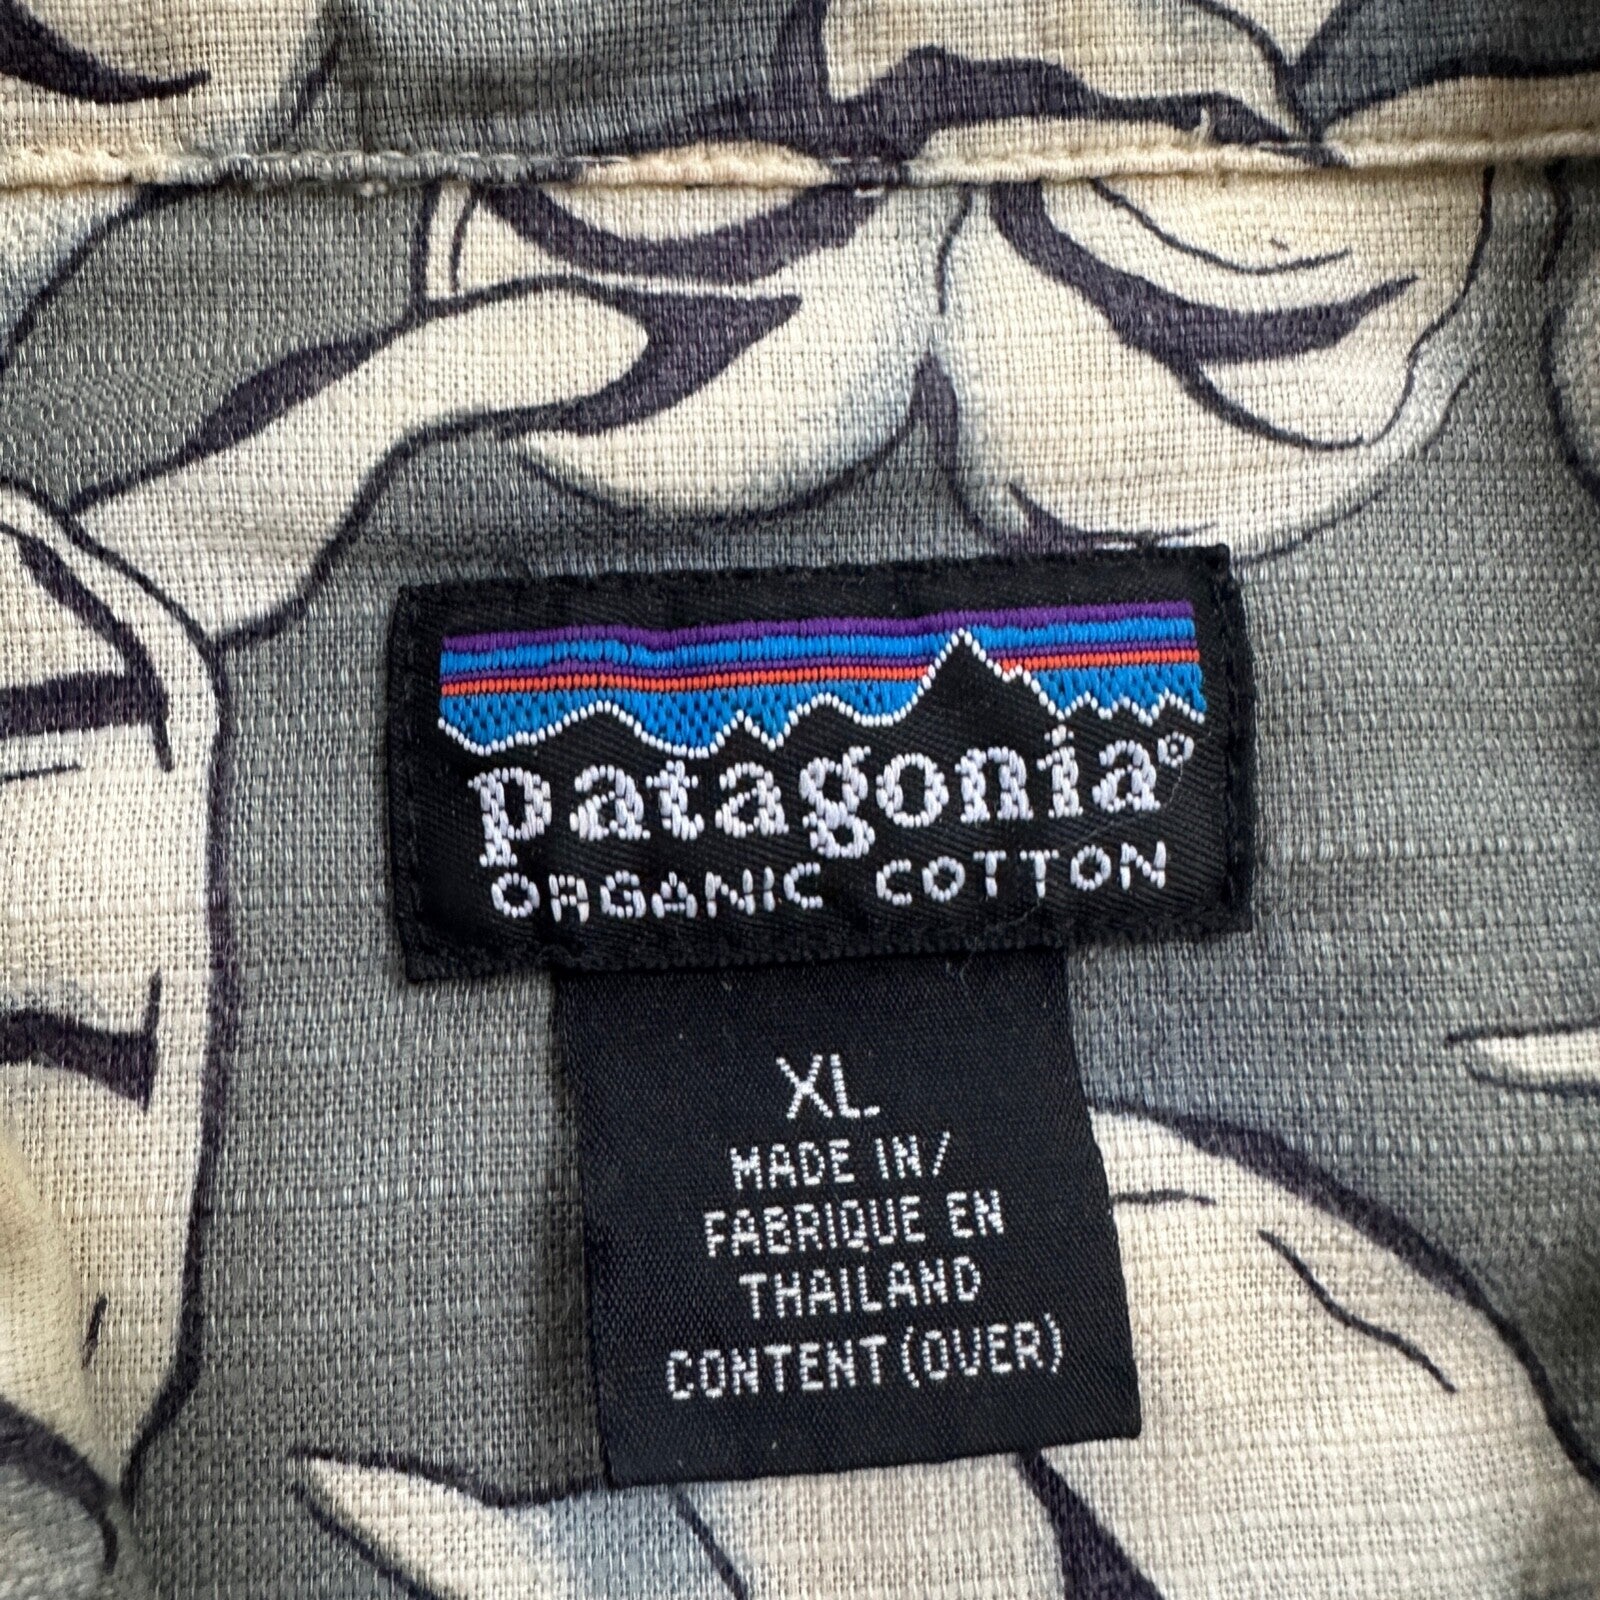 patagonia®
ORGANIC COTTON
XL
MADE IN/
FABRIQUE EN
THAILAND
CONTENT (OVER)